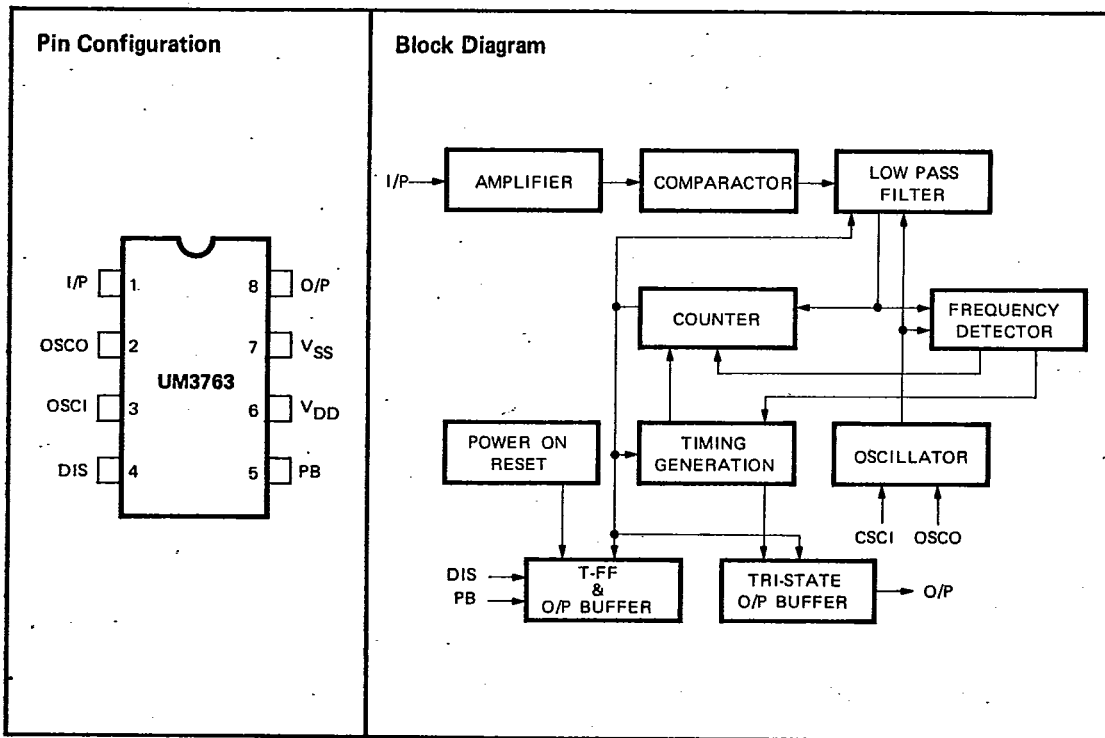 Pin Configuration
I/P 1 8 O/P
OSCO 2 7 VSS
UM3763
OSCI 3 6 VDD
DIS 4 5 PB
Block Diagram
I/P AMPLIFIER COMPARACTOR LOW PASS
FILTER
COUNTER FREQUENCY
DETECTOR
POWER ON
RESET
TIMING
GENERATION
OSCILLATOR
CSCI OSCO
DIS
PB
T-FF
&
O/P BUFFER
TRI-STATE
O/P BUFFER
O/P